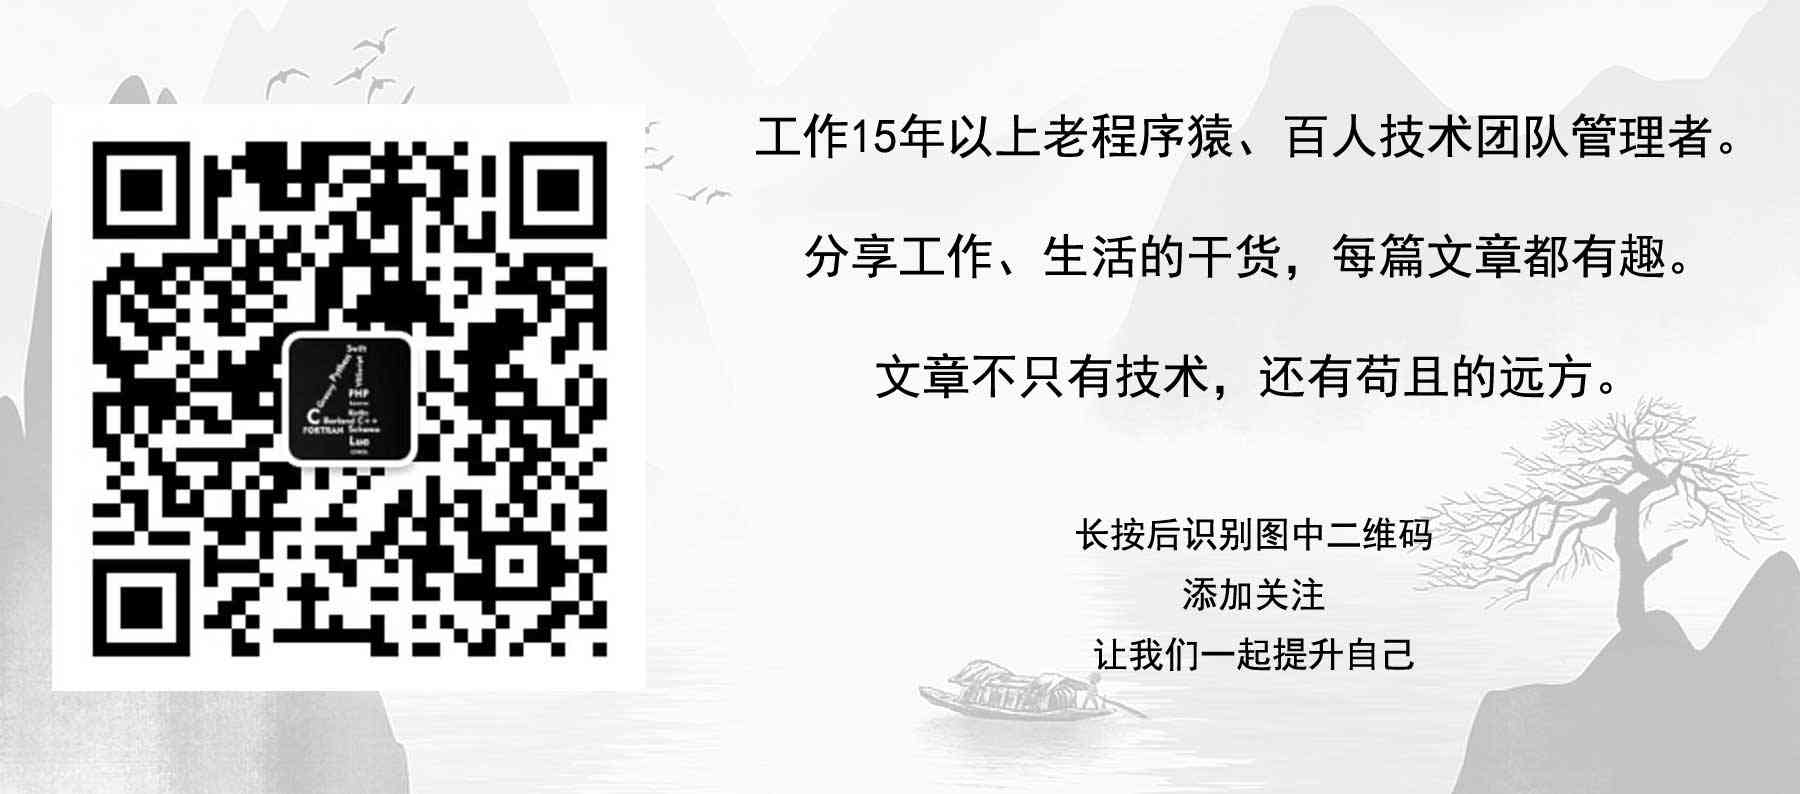 工作15年以上老程序猿、百人技术团队管理者。
分享工作、生活的干货，每篇文章都有趣。
文章不只有技术，还有苟且的远方。
长按后识别图中二维码
添加关注
让我们一起提升自己
Swift
Python
Groovy
PHP
C
Borland C++
FORTRAN
Scheme
Lua